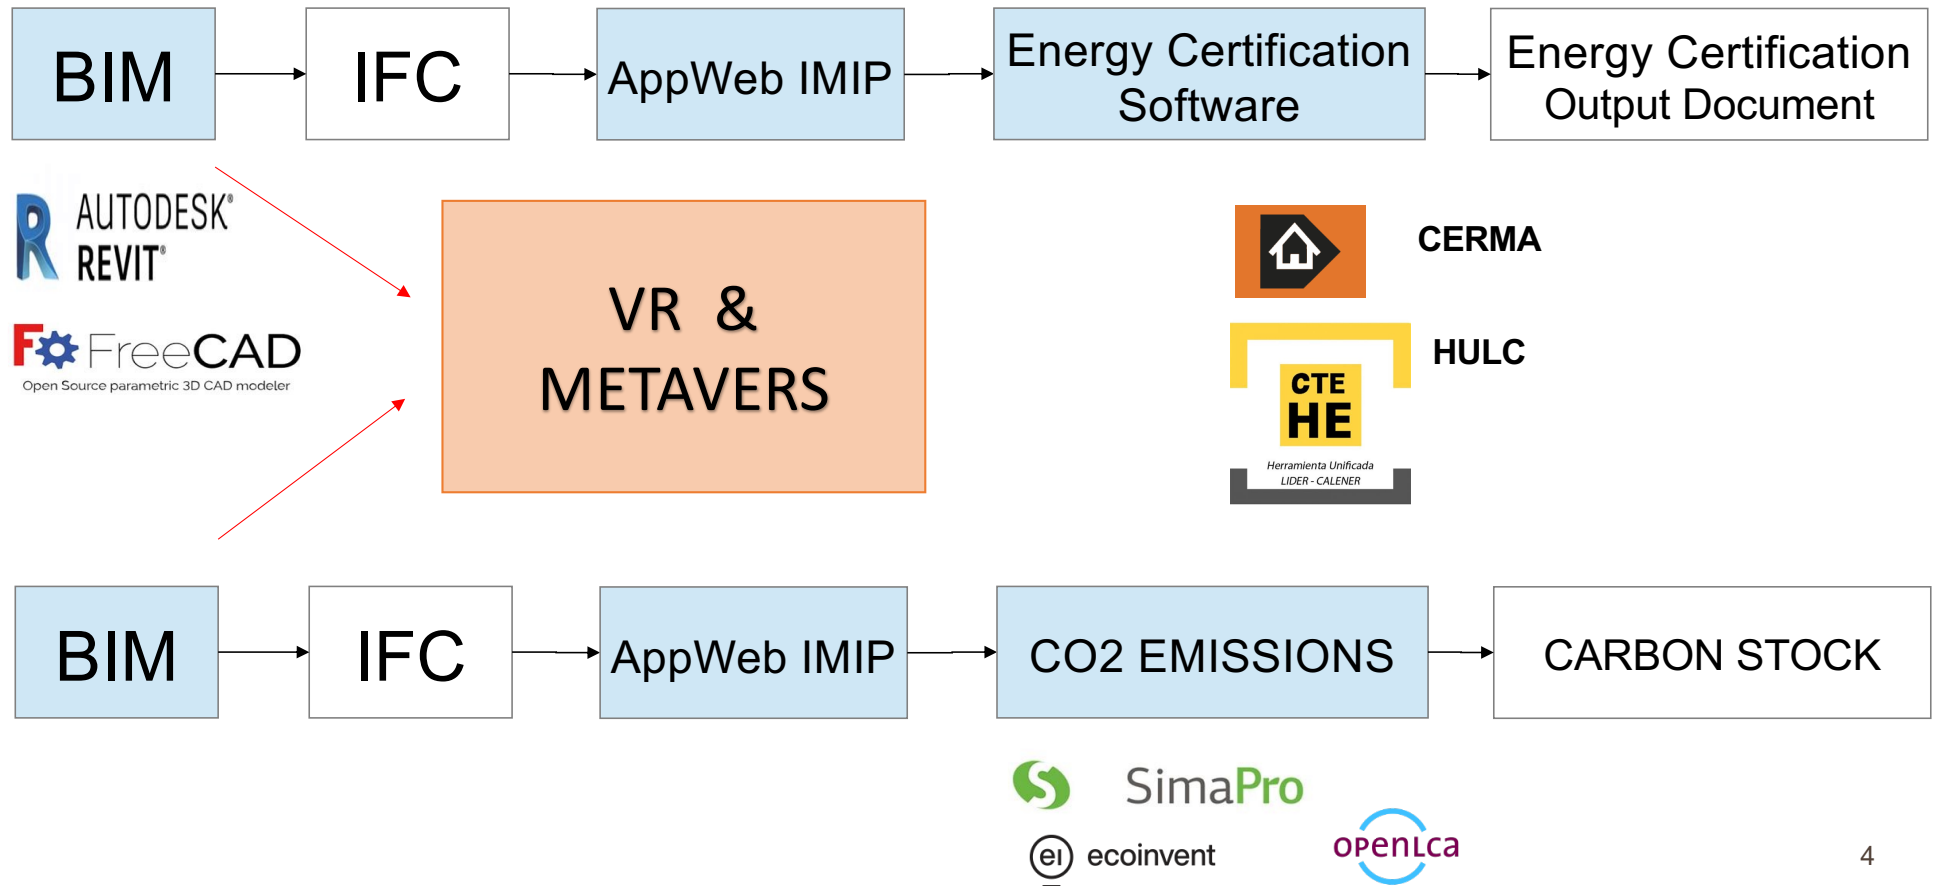 BIM
IFC
AppWeb IMIP
Energy Certification
Software
Energy Certification
Output Document
AUTODESK®
REVIT®
FreeCAD
Open Source parametric 3D CAD modeler
VR & 
METAVERS
CERMA
HULC
CTE
HE
Herramienta Unificada
LIDER - CALENER
BIM
IFC
AppWeb IMIP
CO2 EMISSIONS
CARBON STOCK
SimaPro
ei ecoinvent
openLca
4